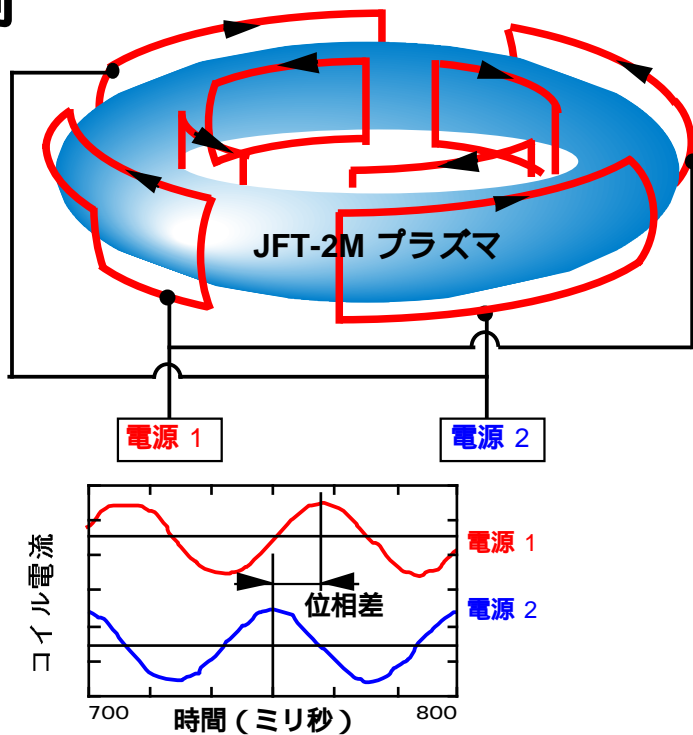 JFT-2M プラズマ
電源 1
電源 2
コイル電流
電源 1
位相差
電源 2
700
時間 ( ミリ秒 )
800